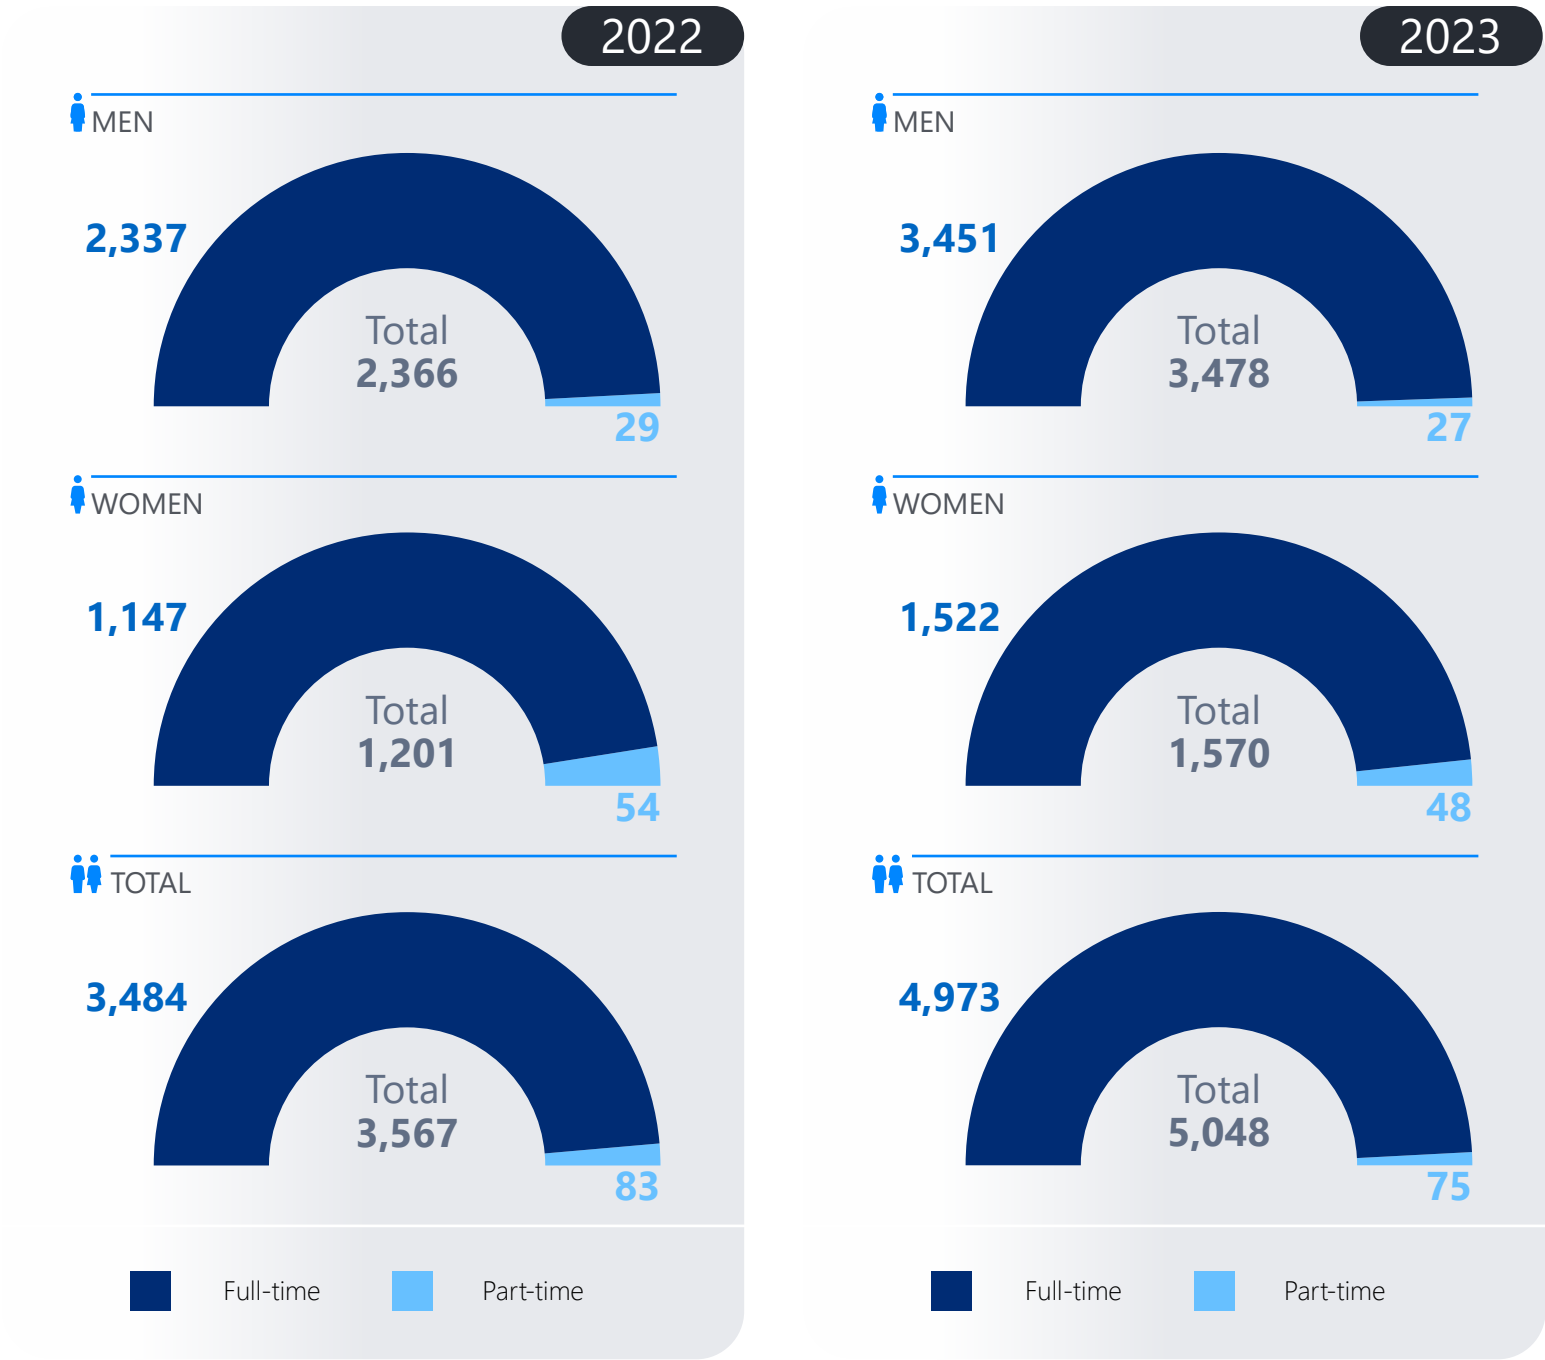 2022
MEN
2,337
Total
2,366
29
WOMEN
1,147
Total
1,201
54
TOTAL
3,484
Total
3,567
83
Full-time
Part-time
2023
MEN
3,451
Total
3,478
27
WOMEN
1,522
Total
1,570
48
TOTAL
4,973
Total
5,048
75
Full-time
Part-time